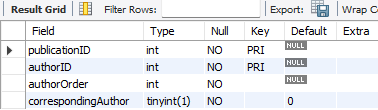 Result Grid Filter Rows: Export: Wrap Ce
Field Type Null Key Default Extra
publicationID int NO PRI NULL
authorID int NO PRI NULL
authorOrder int NO NULL
correspondingAuthor tinyint(1) NO 0